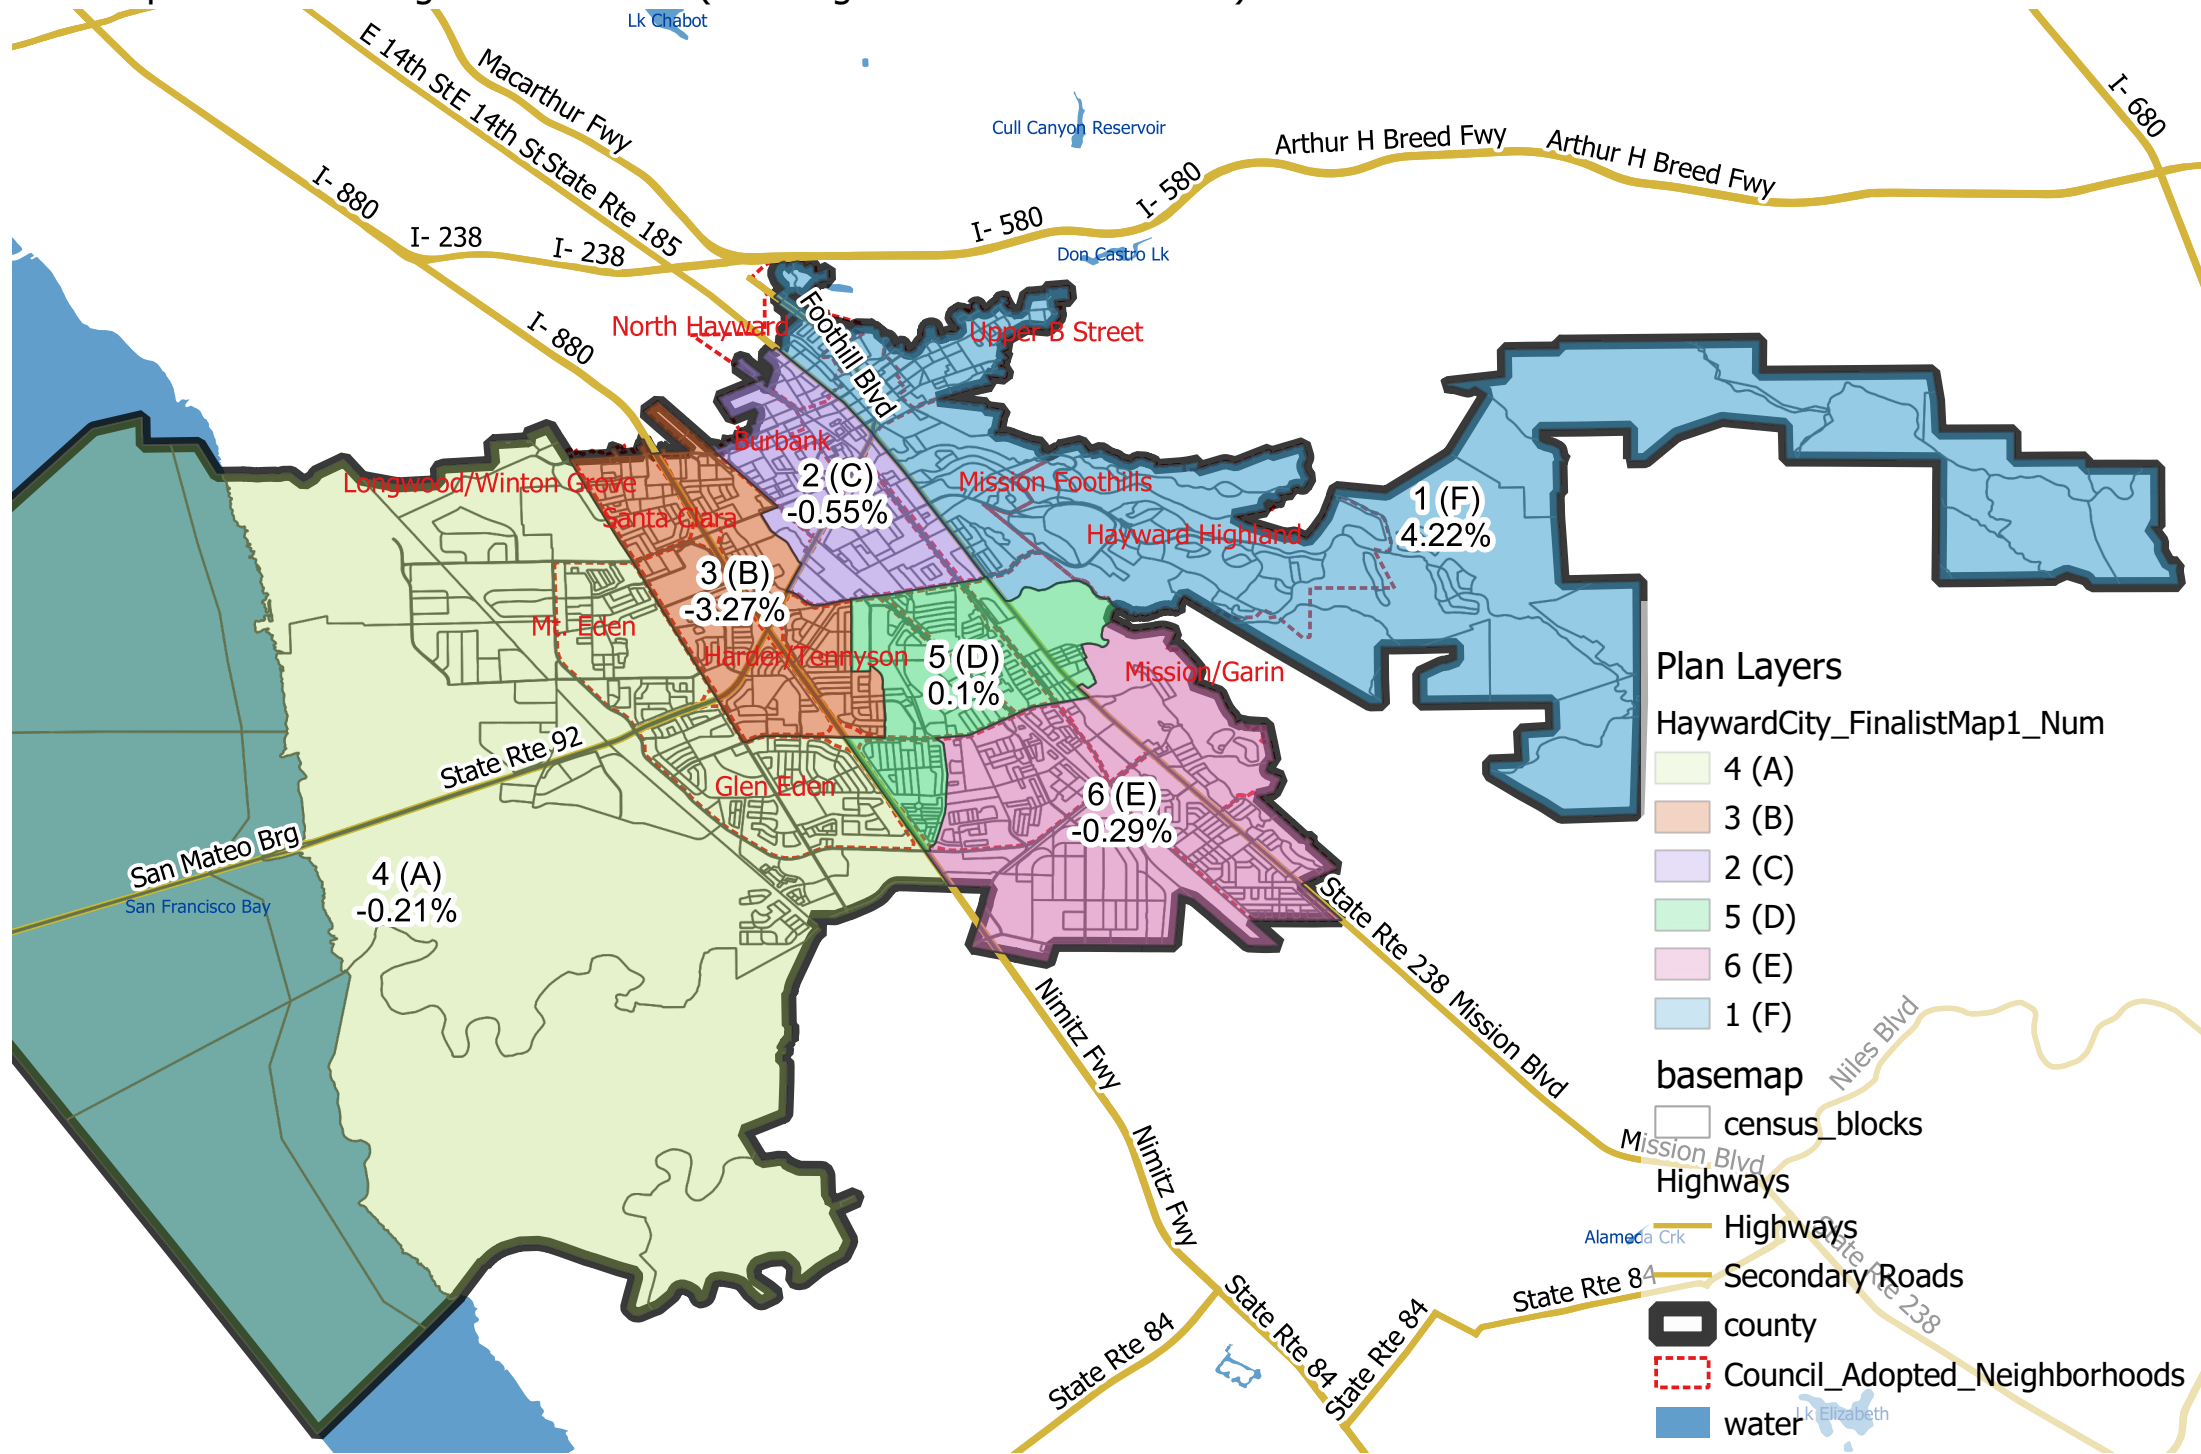 Lk Chabot
E 14th St
E 14th St
State Rte 185
Macarthur Fwy
Cull Canyon Reservoir
Arthur H Breed Fwy
Arthur H Breed Fwy
I- 680
I- 880
I- 238
I- 238
I- 580
I- 580
Don Castro Lk
I- 880
North Hayward
Foothill Blvd
Upper B Street
Burbank
2 (C)
-0.55%
Longwood/Winton Grove
Santa Clara
Mission Foothills
Hayward Highland
1 (F)
4.22%
3 (B)
-3.27%
Mt. Eden
Harder/Tennyson
5 (D)
0.1%
Mission/Garin
State Rte 92
Glen Eden
6 (E)
-0.29%
San Mateo Brg
4 (A)
-0.21%
San Francisco Bay
State Rte 238
Mission Blvd
Nimitz Fwy
Nimitz Fwy
Mission Blvd
Niles Blvd
Alameda Crk
State Rte 84
State Rte 84
State Rte 84
State Rte 84
State Rte 238
Lk Elizabeth
Plan Layers
HaywardCity_FinalistMap1_Num
4 (A)
3 (B)
2 (C)
5 (D)
6 (E)
1 (F)
basemap
census_blocks
Highways
Highways
Secondary Roads
county
Council_Adopted_Neighborhoods
water